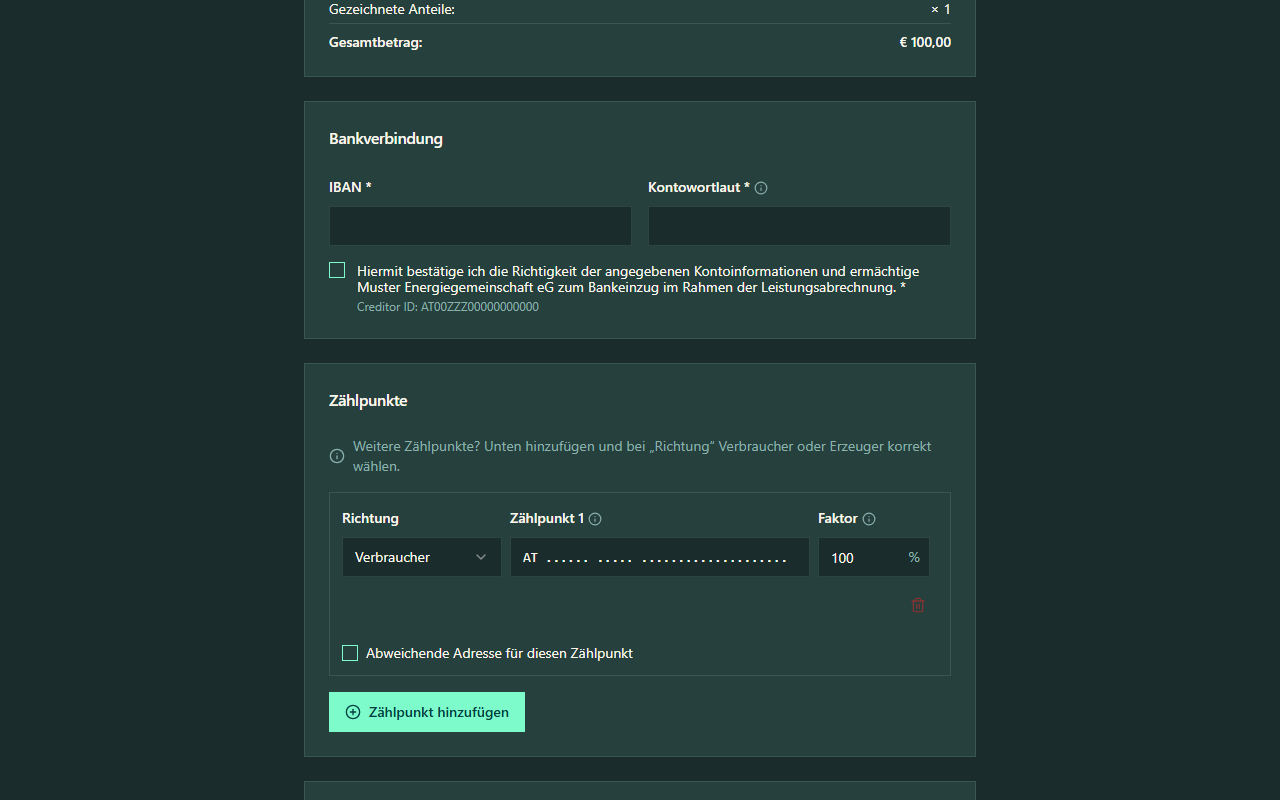 Gezeichnete Anteile: × 1
Gesamtbetrag: € 100,00
Bankverbindung
IBAN * Kontowortlaut *
Hiermit bestätige ich die Richtigkeit der angegebenen Kontoinformationen und ermächtige
Muster Energiegemeinschaft eG zum Bankeinzug im Rahmen der Leistungsabrechnung. *
Creditor ID: AT00ZZZ00000000000
Zählpunkte
Weitere Zählpunkte? Unten hinzufügen und bei „Richtung“ Verbraucher oder Erzeuger korrekt
wählen.
Richtung Zählpunkt 1 Faktor
Verbraucher AT ...... ..... .................... 100 %
Abweichende Adresse für diesen Zählpunkt
Zählpunkt hinzufügen